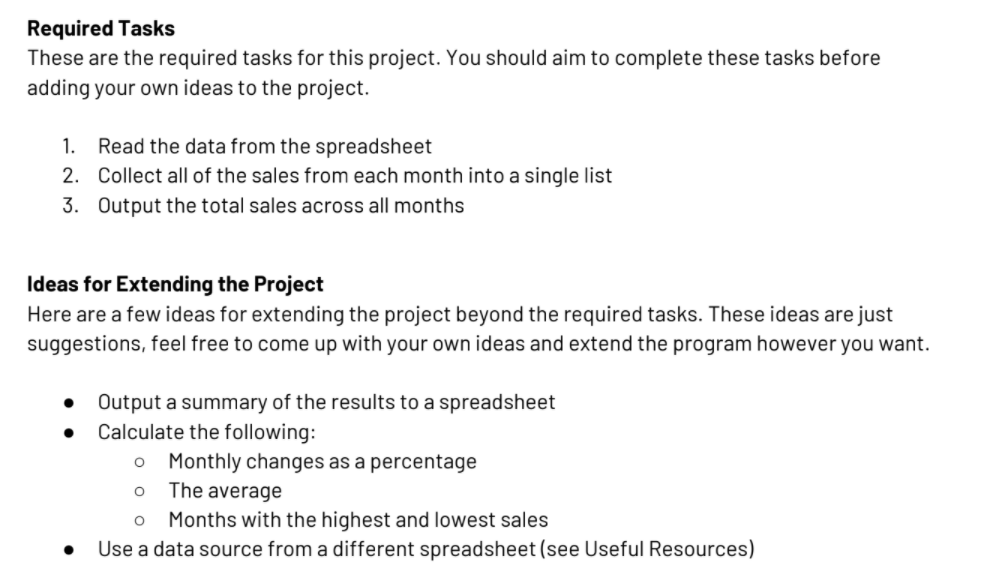 Required Tasks
These are the required tasks for this project. You should aim to complete these tasks before
adding your own ideas to the project.
1. Read the data from the spreadsheet
2. Collect all of the sales from each month into a single list
3. Output the total sales across all months
Ideas for Extending the Project
Here are a few ideas for extending the project beyond the required tasks. These ideas are just
suggestions, feel free to come up with your own ideas and extend the program however you want.
● Output a summary of the results to a spreadsheet
● Calculate the following:
○ Monthly changes as a percentage
○ The average
○ Months with the highest and lowest sales
● Use a data source from a different spreadsheet (see Useful Resources)